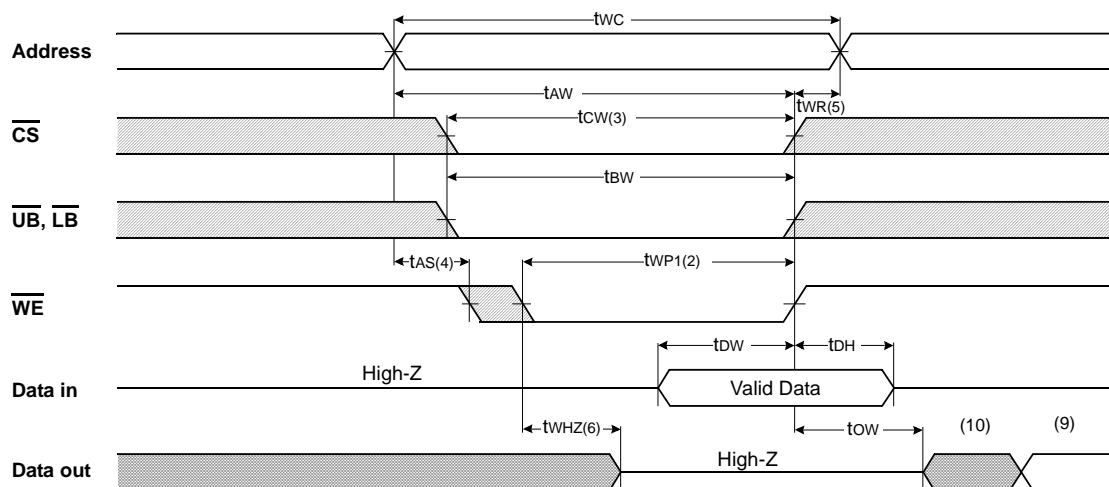 tWC
Address
tAW
tWR(5)
tCW(3)
CS
tBW
UB, LB
tAS(4)
tWP1(2)
WE
tDW
tDH
High-Z
Data in
Valid Data
tWHZ(6)
tOW
(10)
(9)
High-Z
Data out